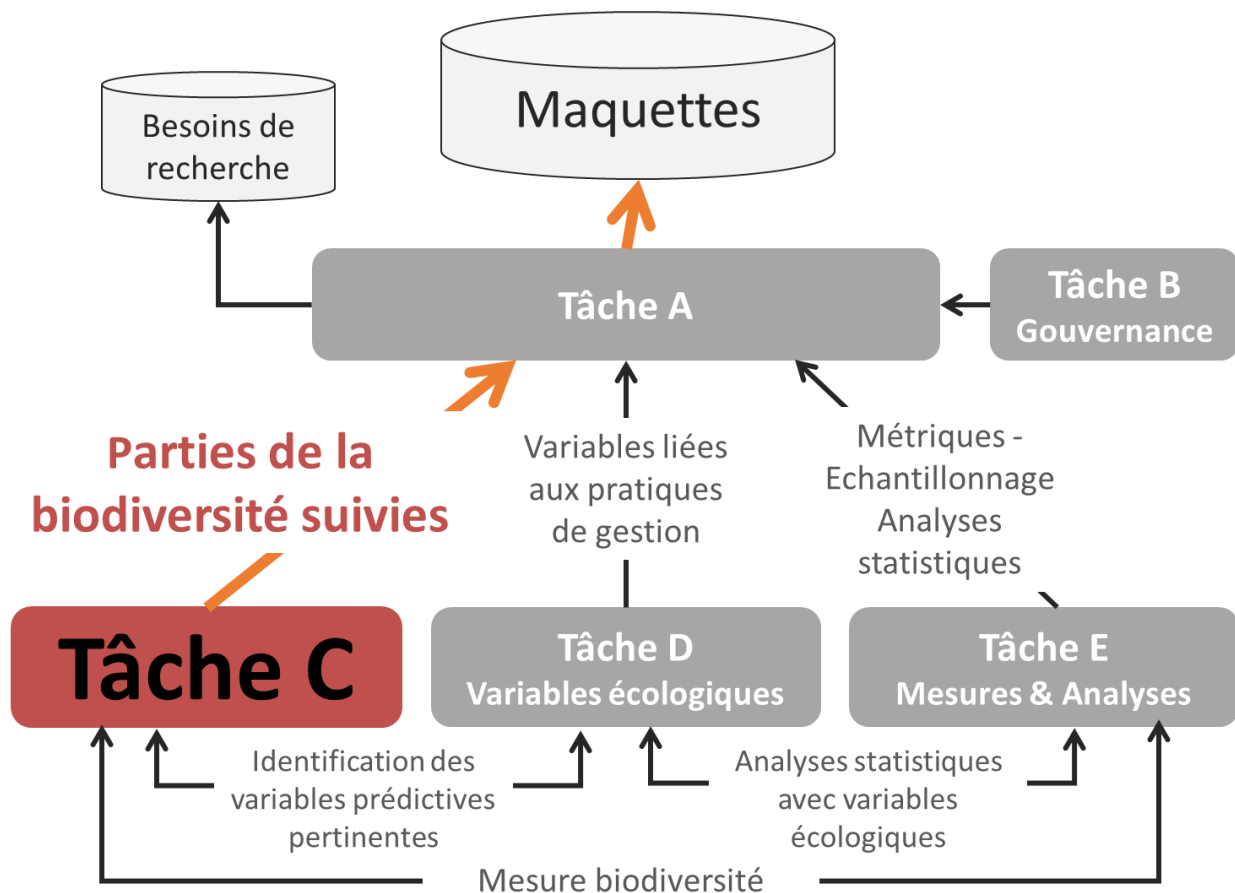 Maquettes
Besoins de
recherche
Tâche A
Tâche B
Gouvernance
Parties de la
biodiversité suivies
Variables liées
aux pratiques
de gestion
Métriques -
Echantillonnage
Analyses
statistiques
Tâche C
Tâche D
Variables écologiques
Tâche E
Mesures & Analyses
Identification des
variables prédictives
pertinentes
Analyses statistiques
avec variables
écologiques
Mesure biodiversité